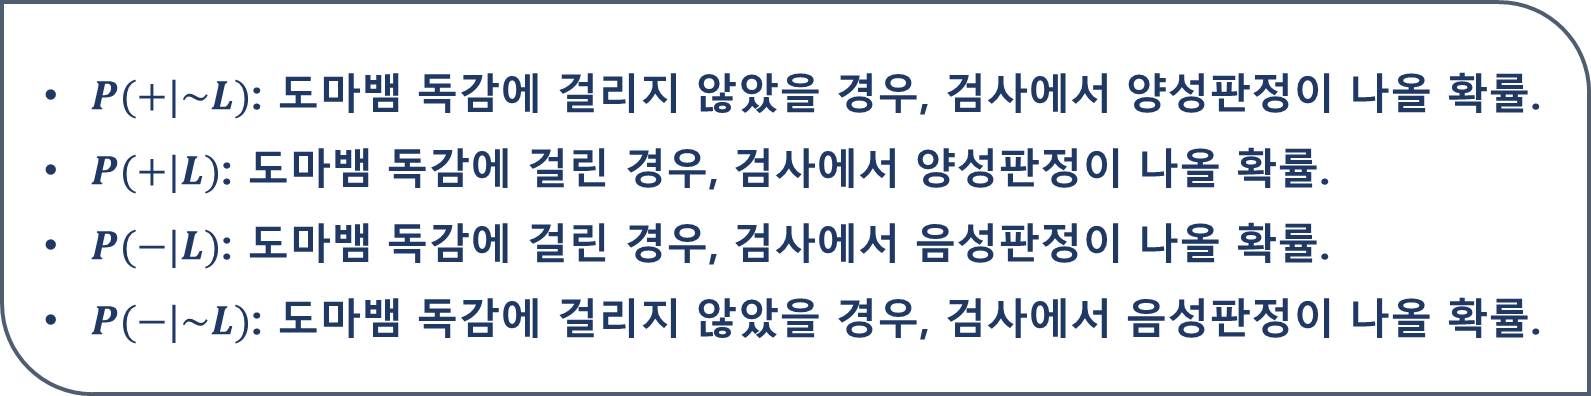 • P(+|~L): 도마뱀 독감에 걸리지 않았을 경우, 검사에서 양성판정이 나올 확률.
• P(+|L): 도마뱀 독감에 걸린 경우, 검사에서 양성판정이 나올 확률.
• P(−|L): 도마뱀 독감에 걸린 경우, 검사에서 음성판정이 나올 확률.
• P(−|~L): 도마뱀 독감에 걸리지 않았을 경우, 검사에서 음성판정이 나올 확률.